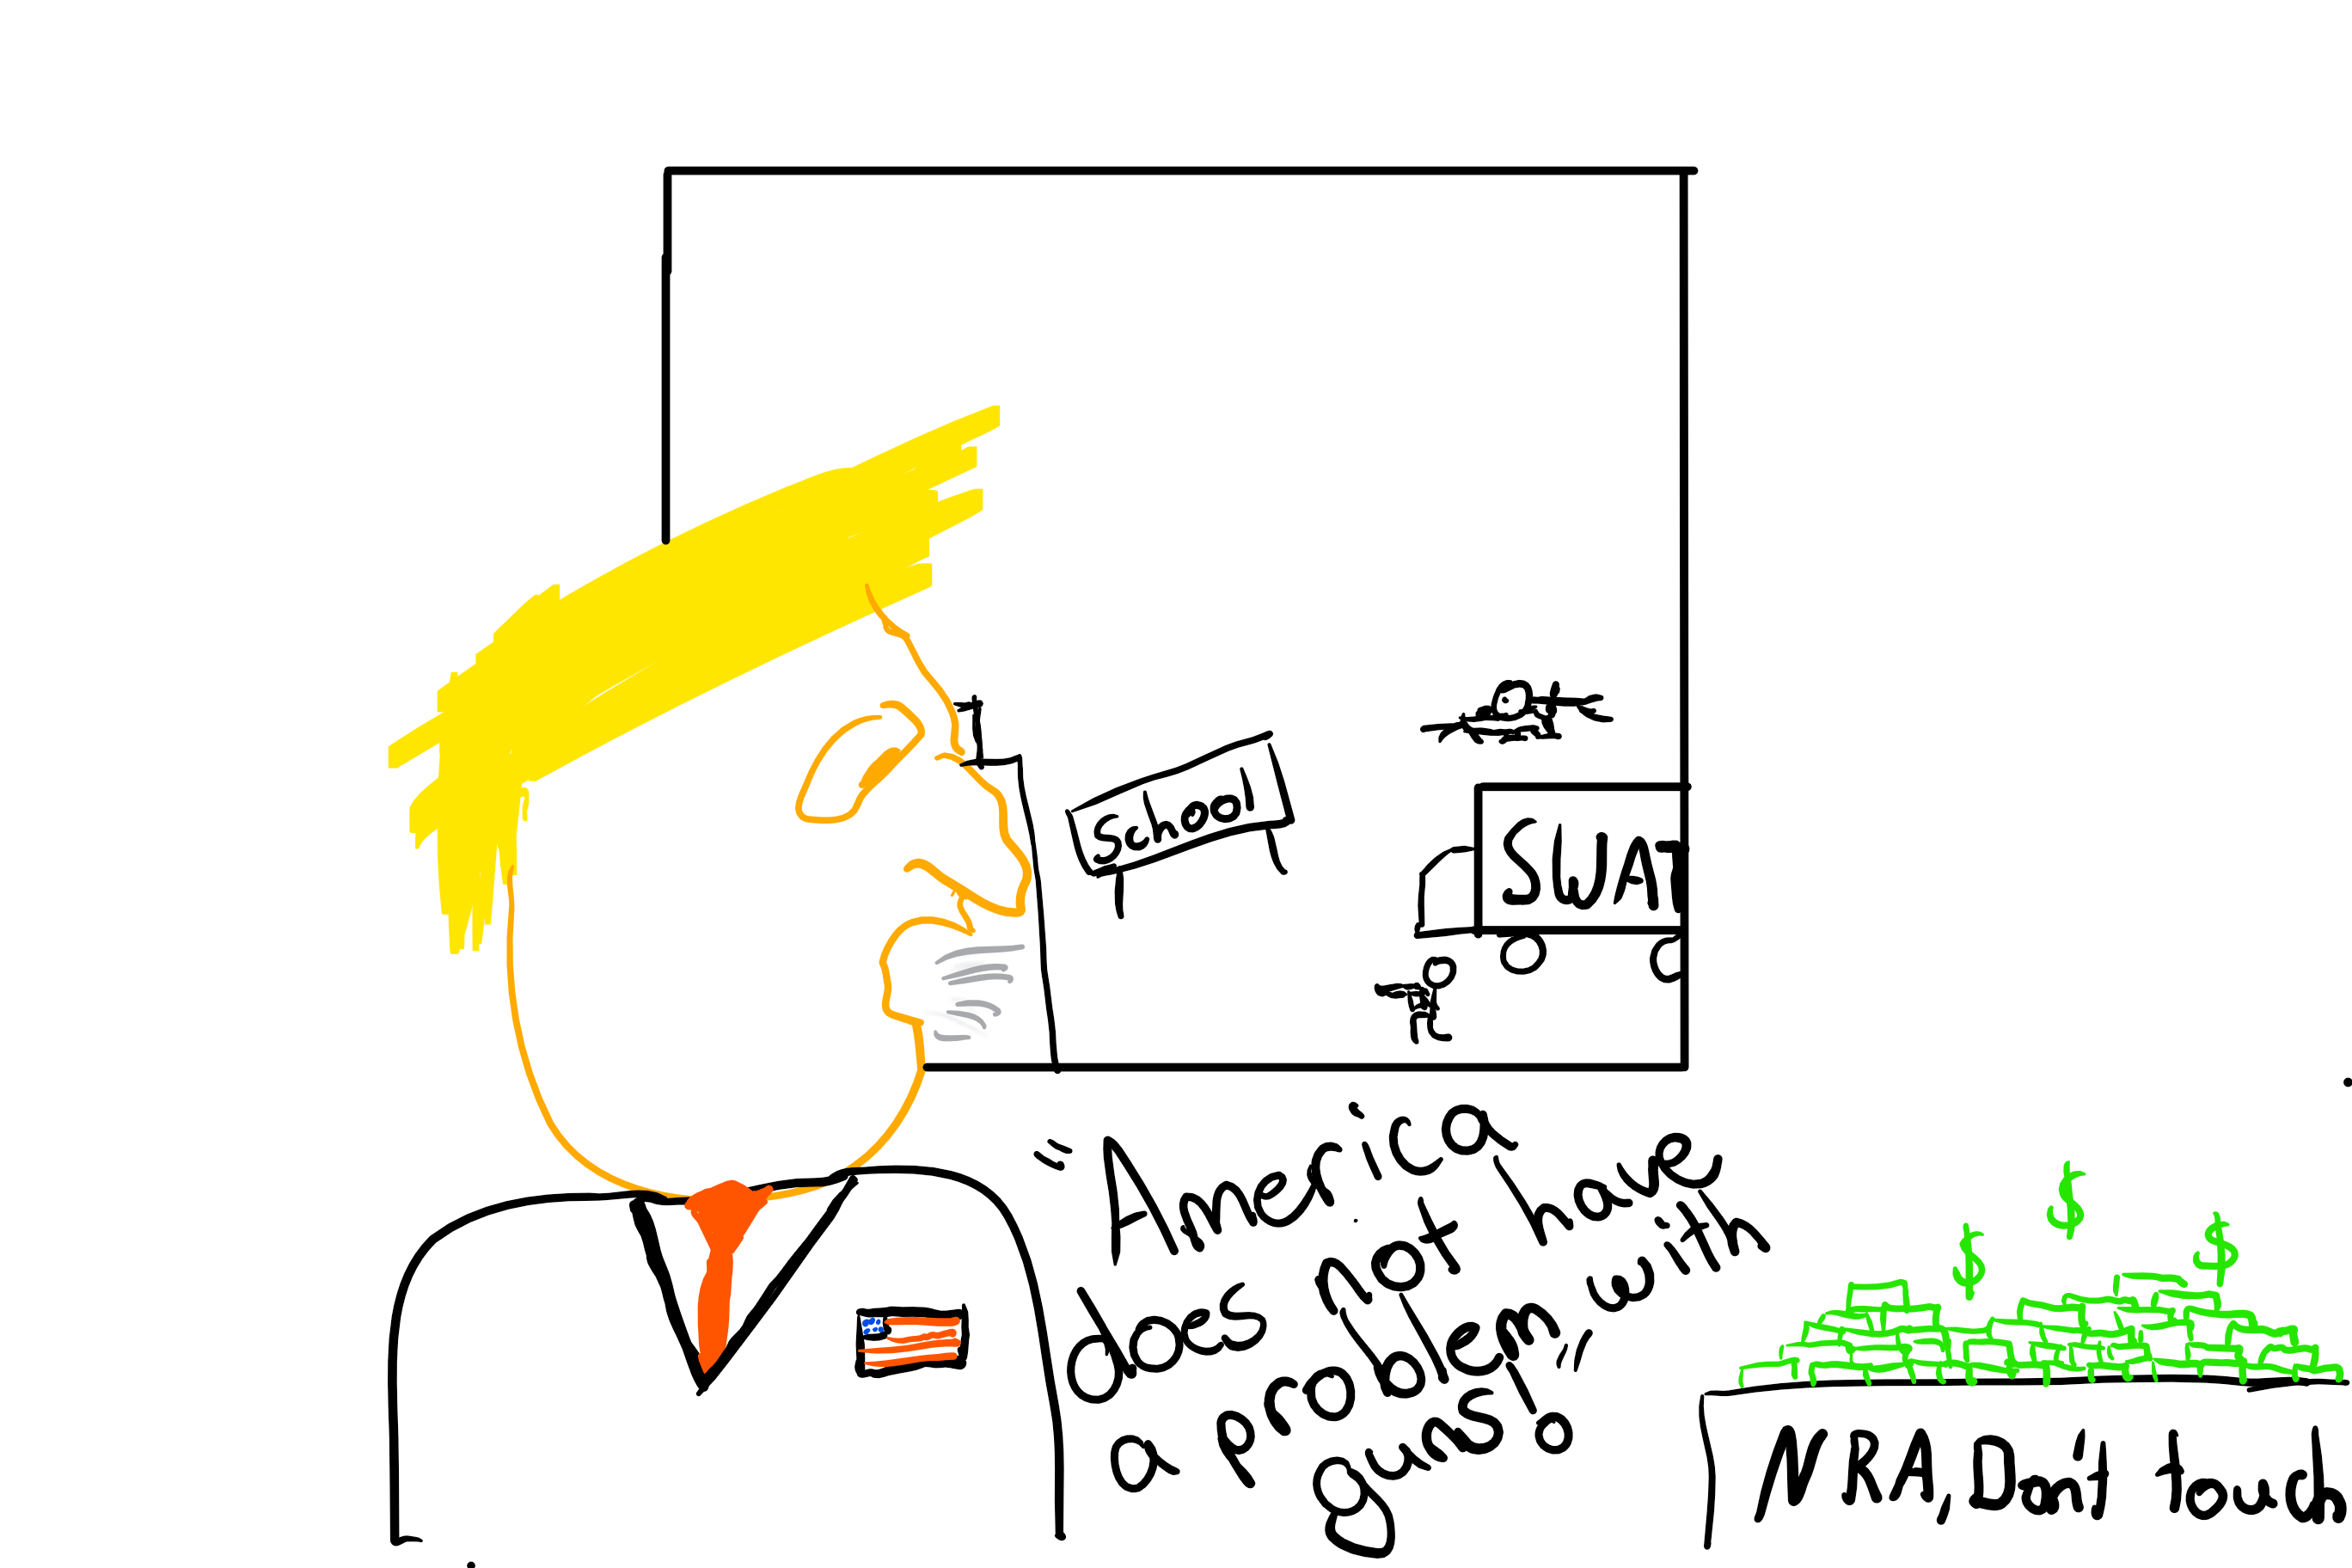 School
SWAT
"America
does not have
a problem with
guns",
NRA, Don't touch